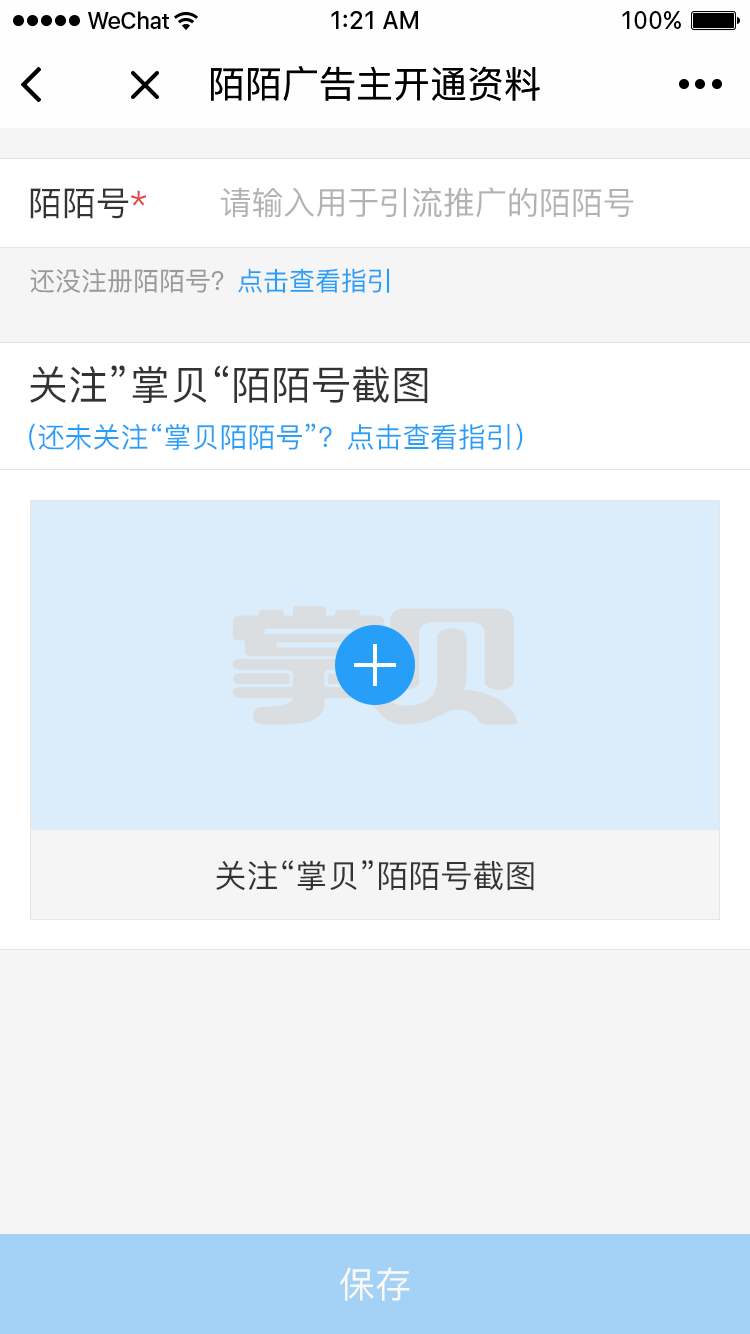 WeChat 1:21 AM 100%
陌陌广告主开通资料
陌陌号* 请输入用于引流推广的陌陌号
还没注册陌陌号？点击查看指引
关注”掌贝“陌陌号截图
(还未关注“掌贝陌陌号”？点击查看指引)
掌贝
关注“掌贝”陌陌号截图
保存